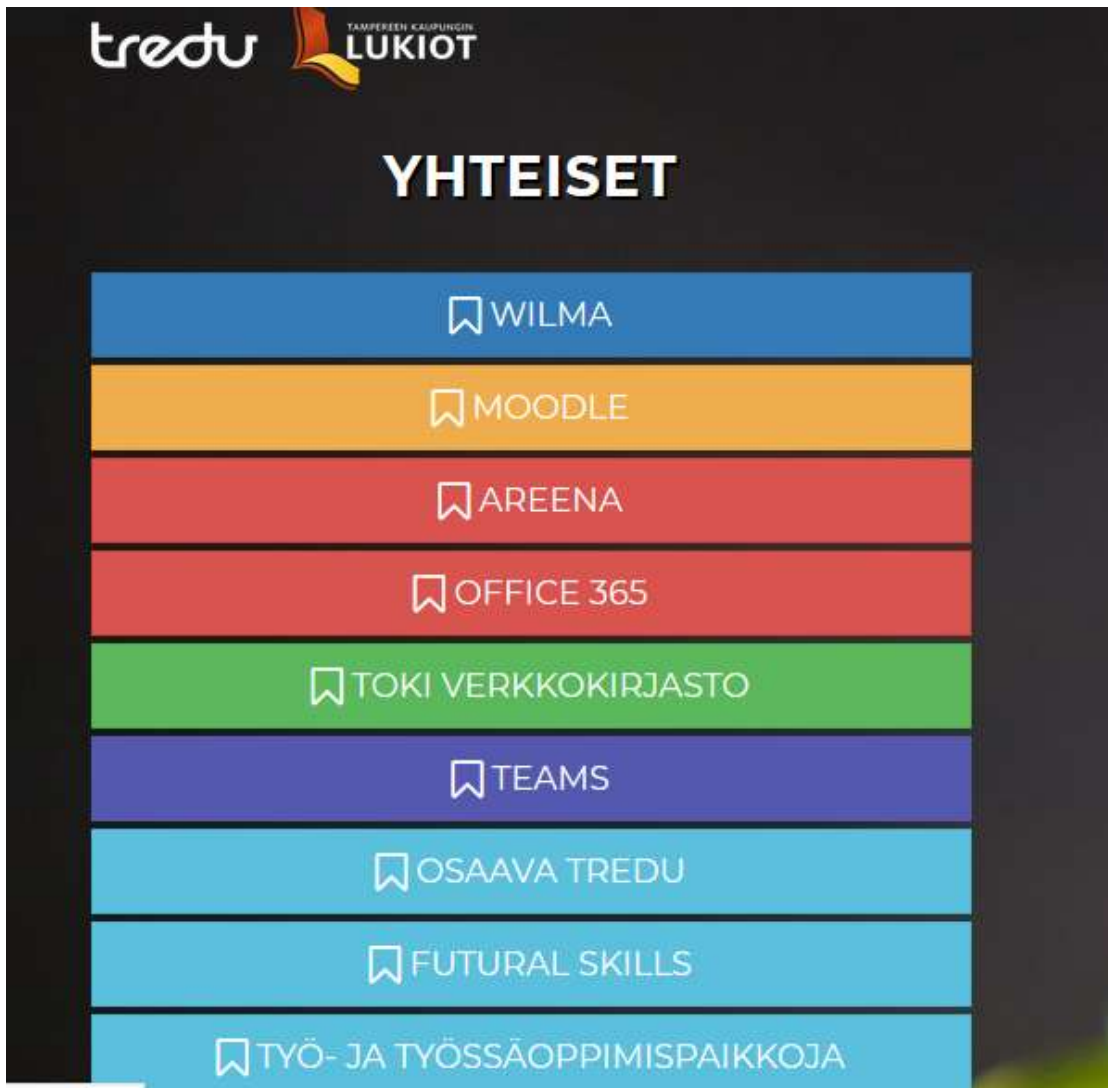 tredu
TAMPEREEN KAUPUNGIN
LUKIOT
YHTEISET
WILMA
MOODLE
AREENA
OFFICE 365
TOKI VERKKOKIRJASTO
TEAMS
OSAAVA TREDU
FUTURAL SKILLS
TYÖ- JA TYÖSSÄOPPIMISPAIKKOJA